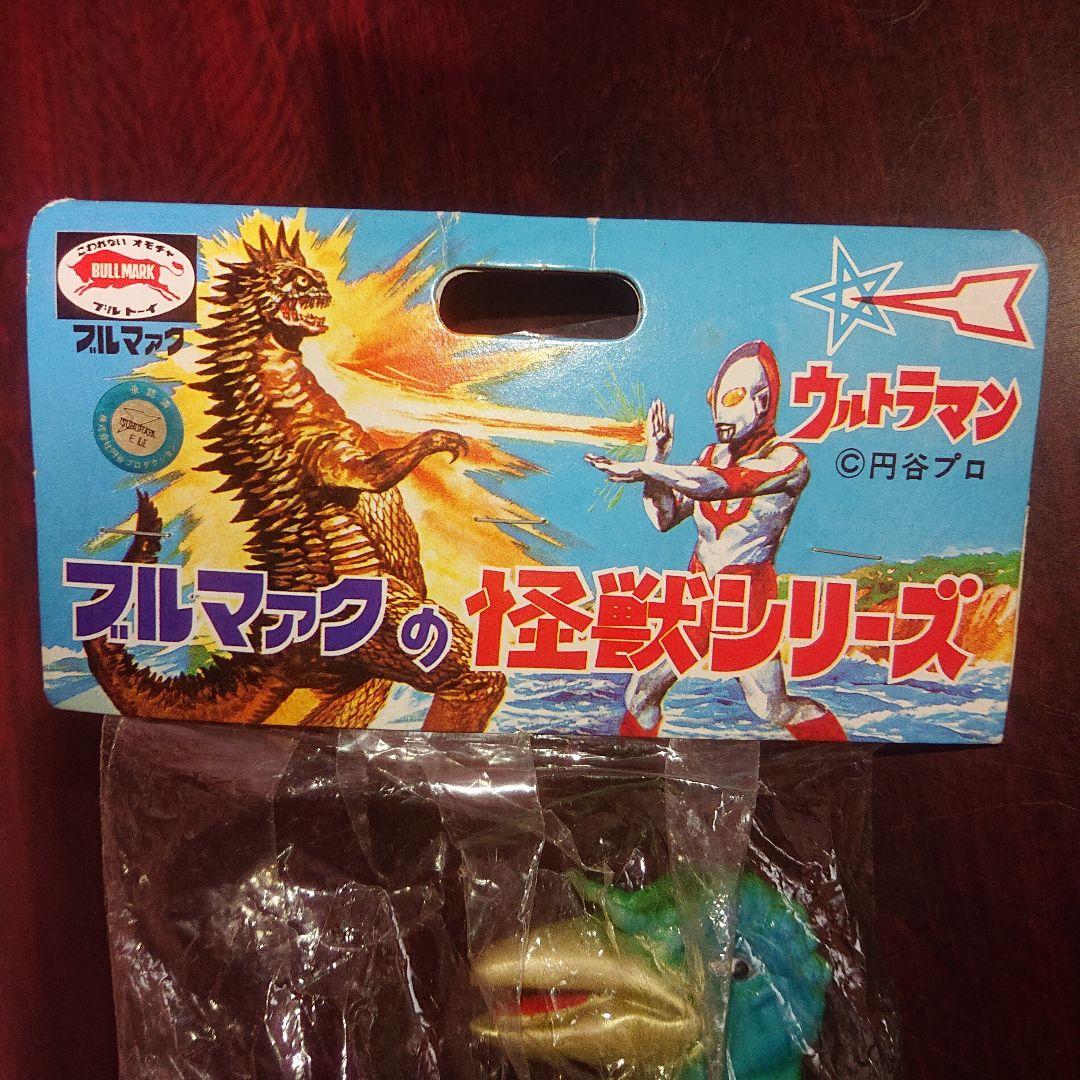 こわれない オモチャ
BULLMARK
ブルトーイ
ブルマァク
ウルトラマン
©円谷プロ
ブルマァクの怪獣シリーズ